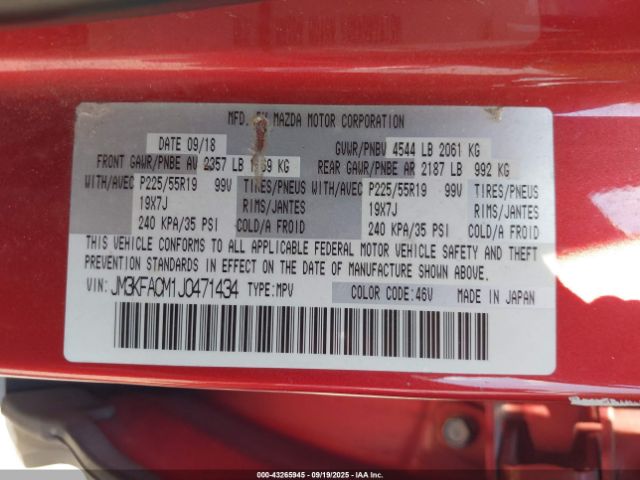 MFD. BY MAZDA MOTOR CORPORATION
DATE 09/18 GVWR/PNBV 4544 LB 2061 KG
FRONT GAWR/PNBE AV 2357 LB KG REAR GAWR/PNBE AR 2187 LB 992 KG
WITH/AVEC P225/55R19 99V TIRES/PNEUS WITH/AVEC P225/55R19 99V TIRES/PNEUS
19X7J RIMS/JANTES 19X7J RIMS/JANTES
240 KPA/35 PSI COLD/A FROID 240 KPA/35 PSI COLD/A FROID
THIS VEHICLE CONFORMS TO ALL APPLICABLE FEDERAL MOTOR VEHICLE SAFETY AND THEFT
PREVENTION STANDARDS IN EFFECT ON THE DATE OF MANUFACTURE SHOWN ABOVE.
VIN: JM3KFACM1J0471434 TYPE:MPV COLOR CODE:46V MADE IN JAPAN
000-43265945 - 09/19/2025 - IAAI.COM